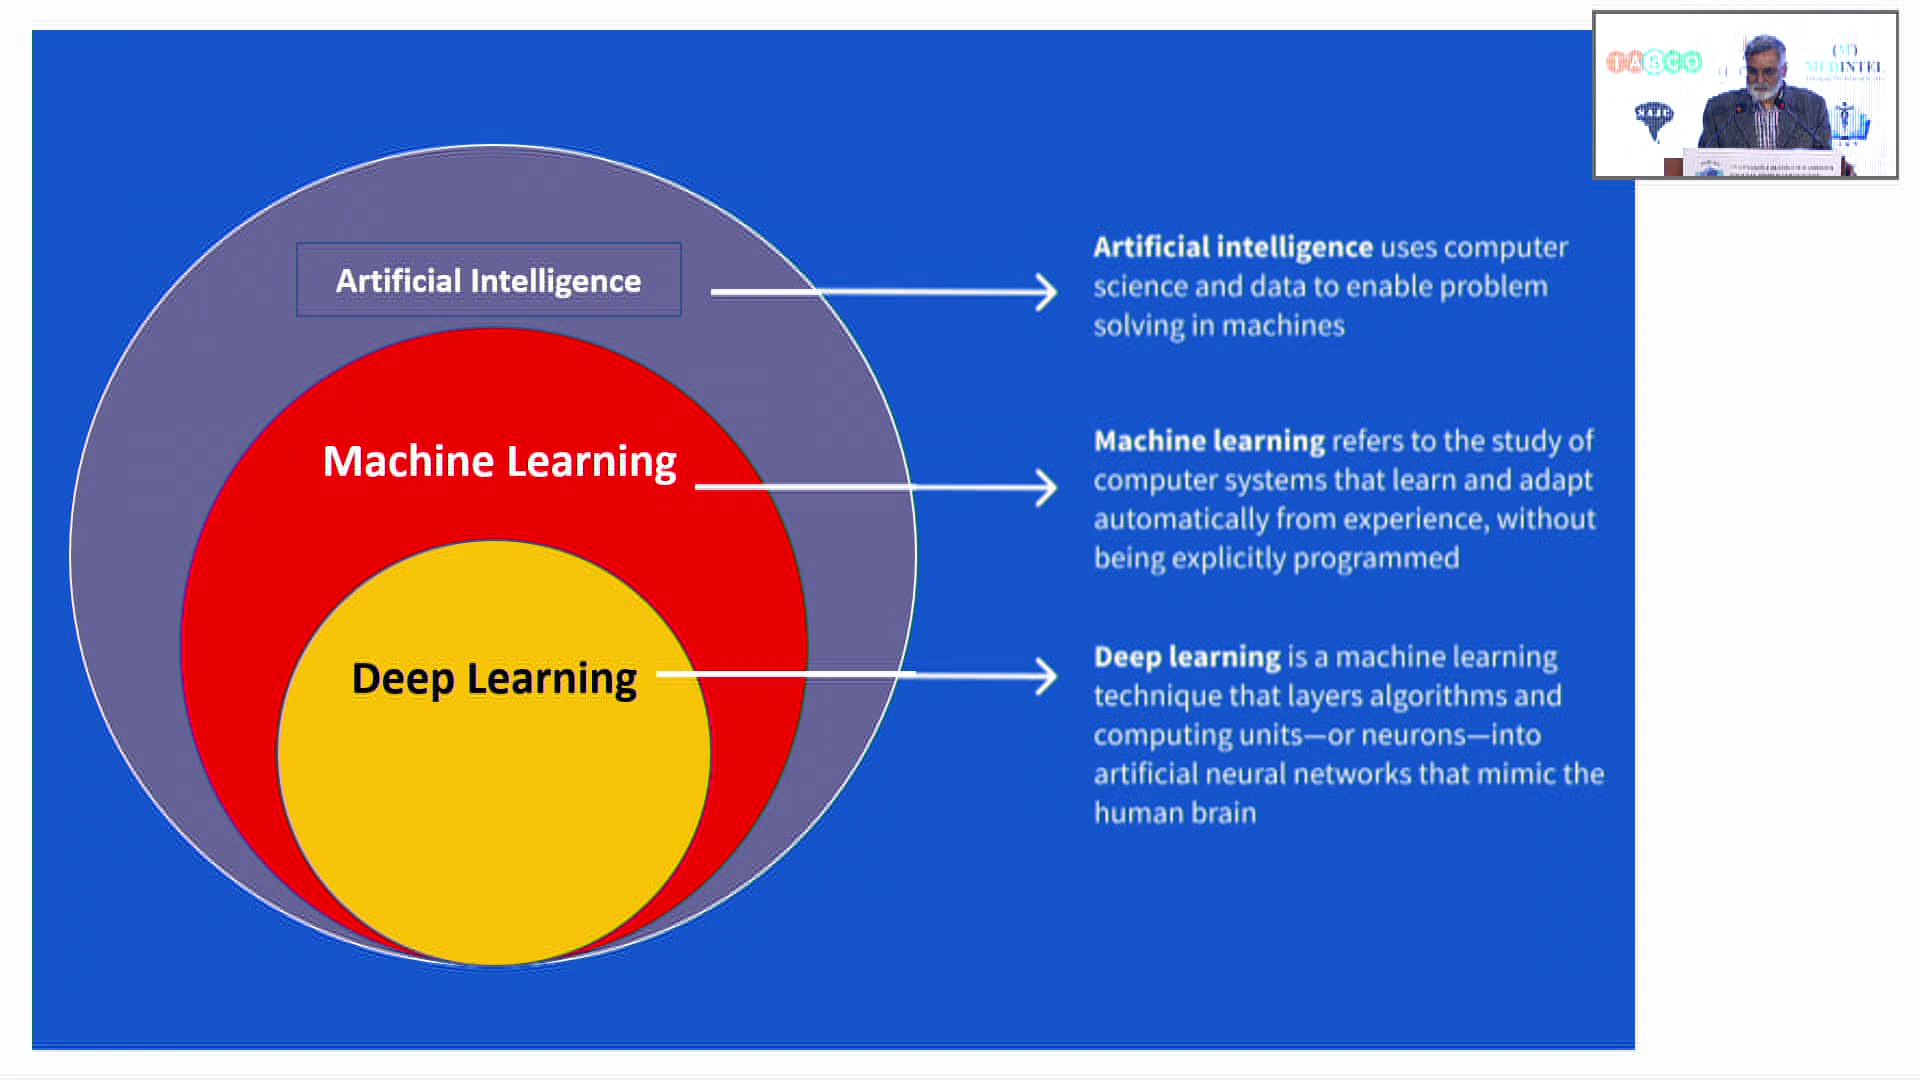 Artificial Intelligence
Machine Learning
Deep Learning
Artificial intelligence uses computer
science and data to enable problem
solving in machines
Machine learning refers to the study of
computer systems that learn and adapt
automatically from experience, without
being explicitly programmed
Deep learning is a machine learning
technique that layers algorithms and
computing units—or neurons—into
artificial neural networks that mimic the
human brain
IASCO
(M)
MEDINTEL